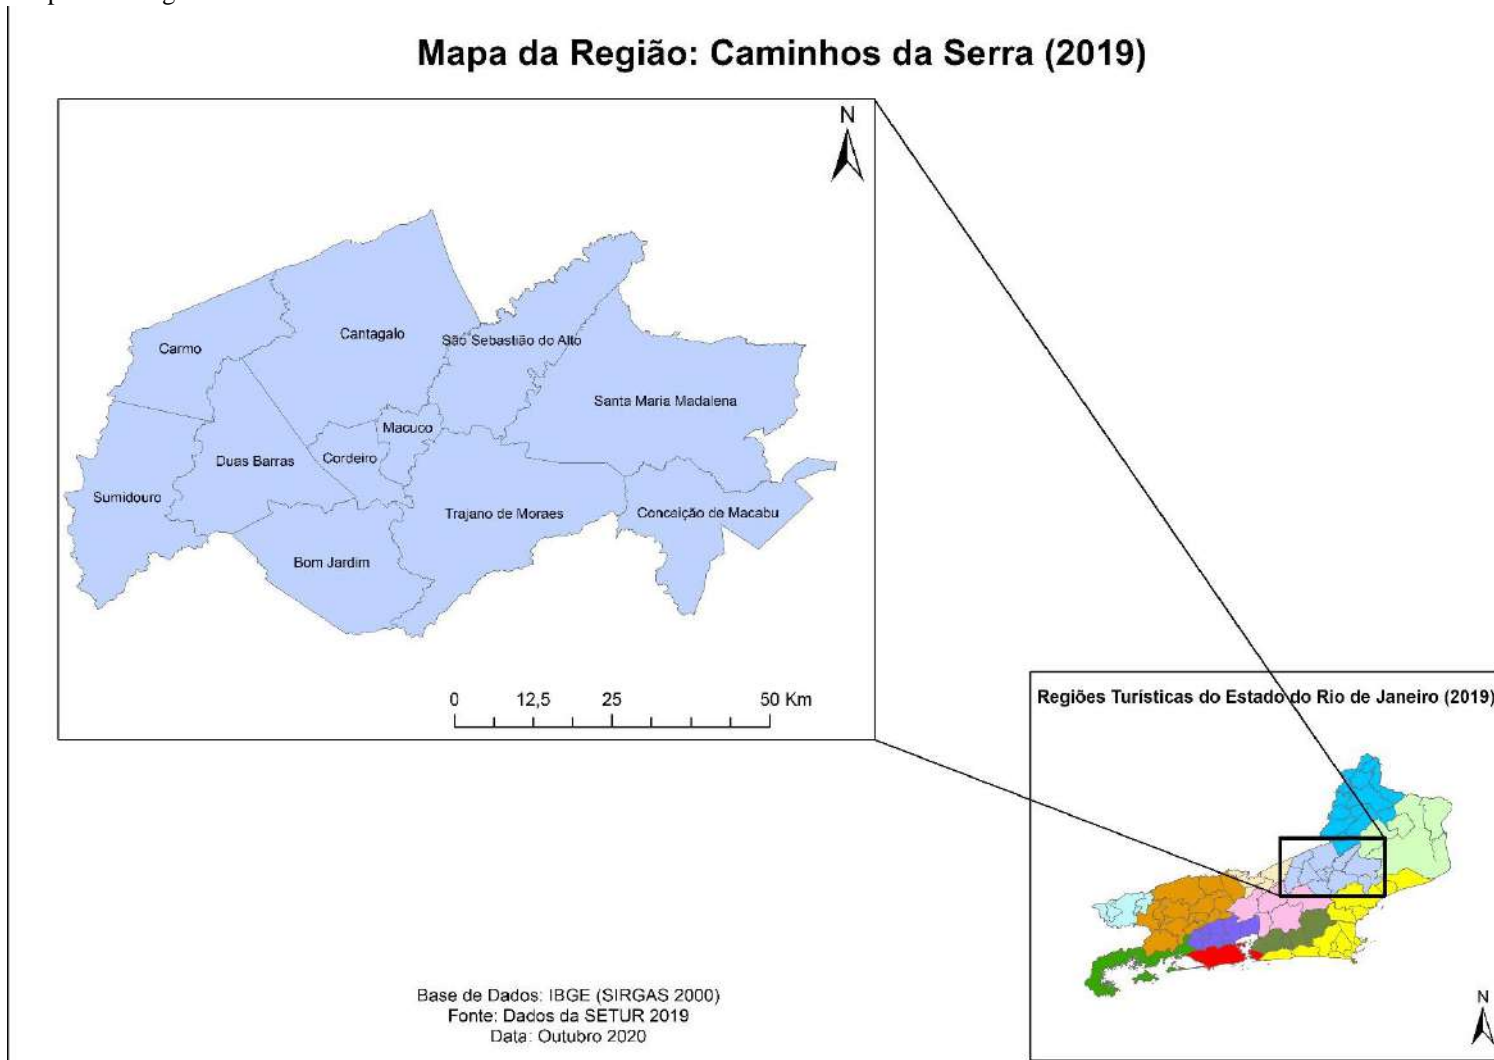 Mapa da Região: Caminhos da Serra (2019)
N
Carmo
Cantagalo
São Sebastião do Alto
Santa Maria Madalena
Macuco
Cordeiro
Duas Barras
Sumidouro
Trajano de Moraes
Conceição de Macabu
Bom Jardim
0 12,5 25 50 Km
Regiões Turísticas do Estado do Rio de Janeiro (2019)
N
Base de Dados: IBGE (SIRGAS 2000)
Fonte: Dados da SETUR 2019
Data: Outubro 2020